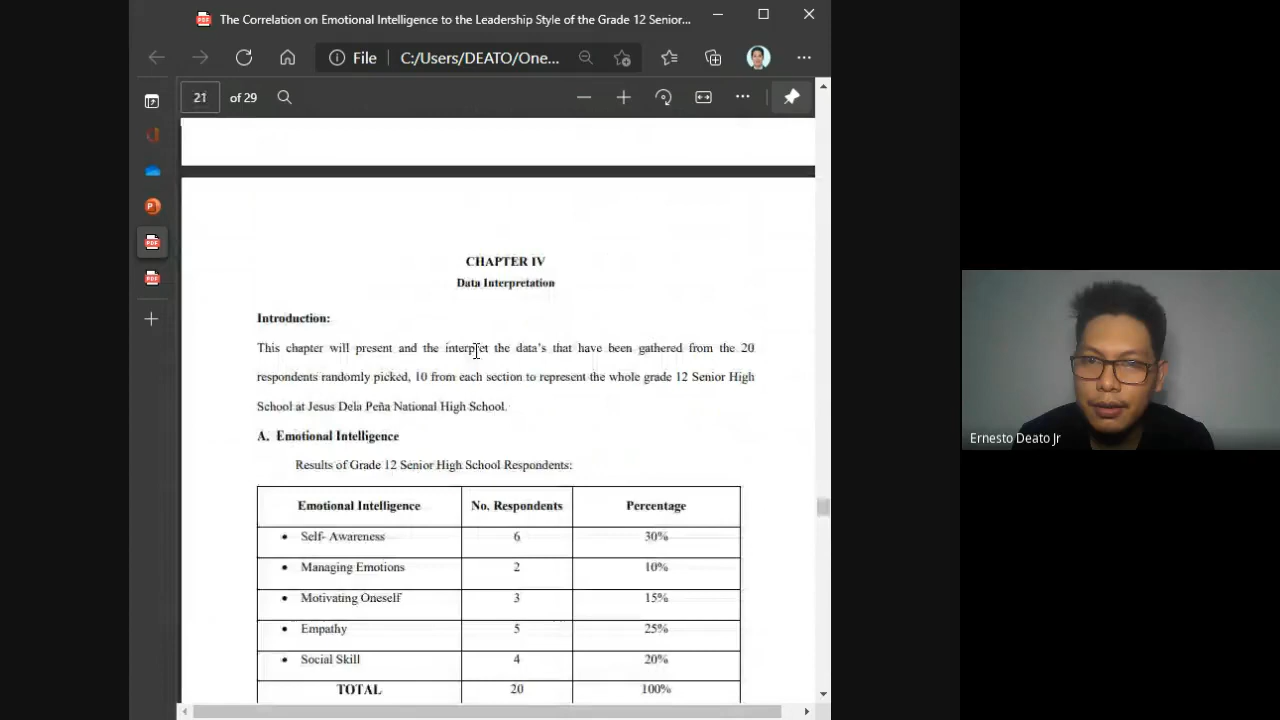 The Correlation on Emotional Intelligence to the Leadership Style of the Grade 12 Senior...
File C:/Users/DEATO/One...
21 of 29
CHAPTER IV
Data Interpretation
Introduction:
This chapter will present and the interpret the data's that have been gathered from the 20
respondents randomly picked, 10 from each section to represent the whole grade 12 Senior High
School at Jesus Dela Peña National High School.
A. Emotional Intelligence
Results of Grade 12 Senior High School Respondents:
Emotional Intelligence No. Respondents Percentage
• Self- Awareness 6 30%
• Managing Emotions 2 10%
• Motivating Oneself 3 15%
• Empathy 5 25%
• Social Skill 4 20%
TOTAL 20 100%
Ernesto Deato Jr